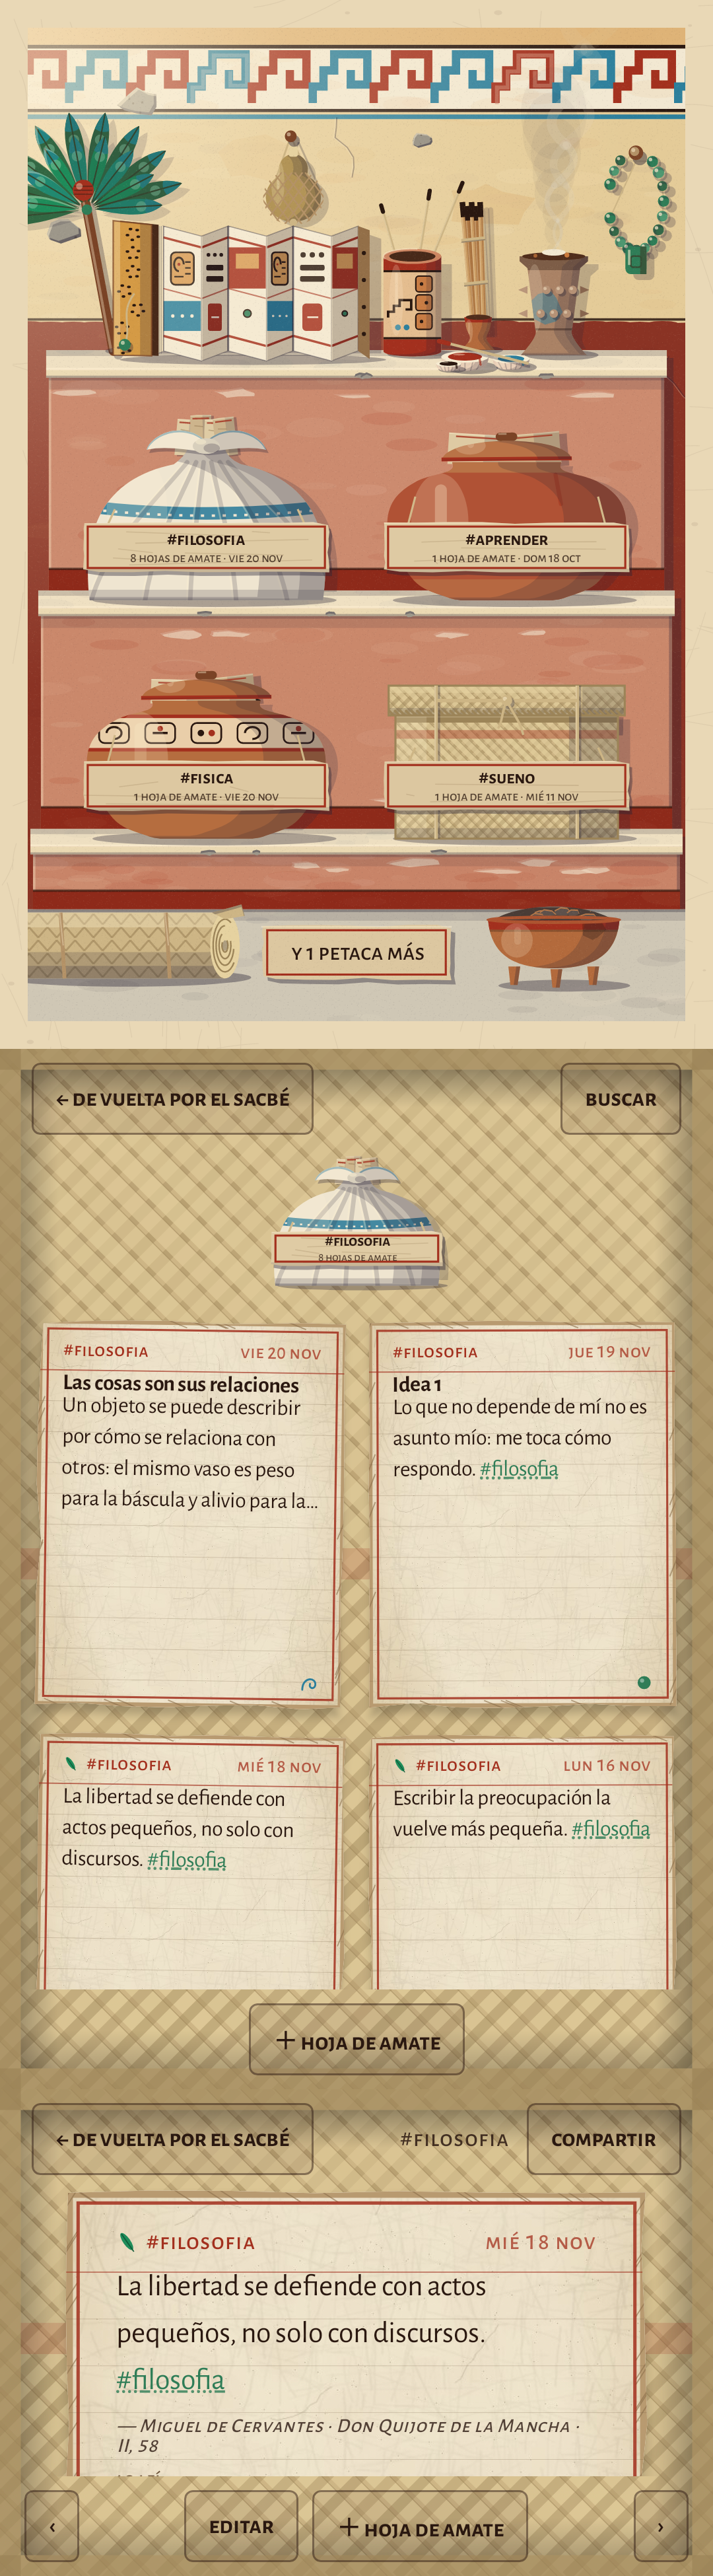 #FILOSOFIA
8 HOJAS DE AMATE · VIE 20 NOV
#APRENDER
1 HOJA DE AMATE · DOM 18 OCT
#FISICA
1 HOJA DE AMATE · VIE 20 NOV
#SUENO
1 HOJA DE AMATE · MIÉ 11 NOV
Y 1 PETACA MÁS
← DE VUELTA POR EL SACBÉ
BUSCAR
#FILOSOFIA
8 HOJAS DE AMATE
#FILOSOFIA VIE 20 NOV
Las cosas son sus relaciones
Un objeto se puede describir
por cómo se relaciona con
otros: el mismo vaso es peso
para la báscula y alivio para la...
#FILOSOFIA JUE 19 NOV
Idea 1
Lo que no depende de mí no es
asunto mío: me toca cómo
respondo. #filosofia
#FILOSOFIA MIÉ 18 NOV
La libertad se defiende con
actos pequeños, no solo con
discursos. #filosofia
#FILOSOFIA LUN 16 NOV
Escribir la preocupación la
vuelve más pequeña. #filosofia
+ HOJA DE AMATE
← DE VUELTA POR EL SACBÉ
#FILOSOFIA
COMPARTIR
#FILOSOFIA MIÉ 18 NOV
La libertad se defiende con actos
pequeños, no solo con discursos.
#filosofia
— Miguel de Cervantes · Don Quijote de la Mancha ·
II, 58
‹
EDITAR
+ HOJA DE AMATE
›